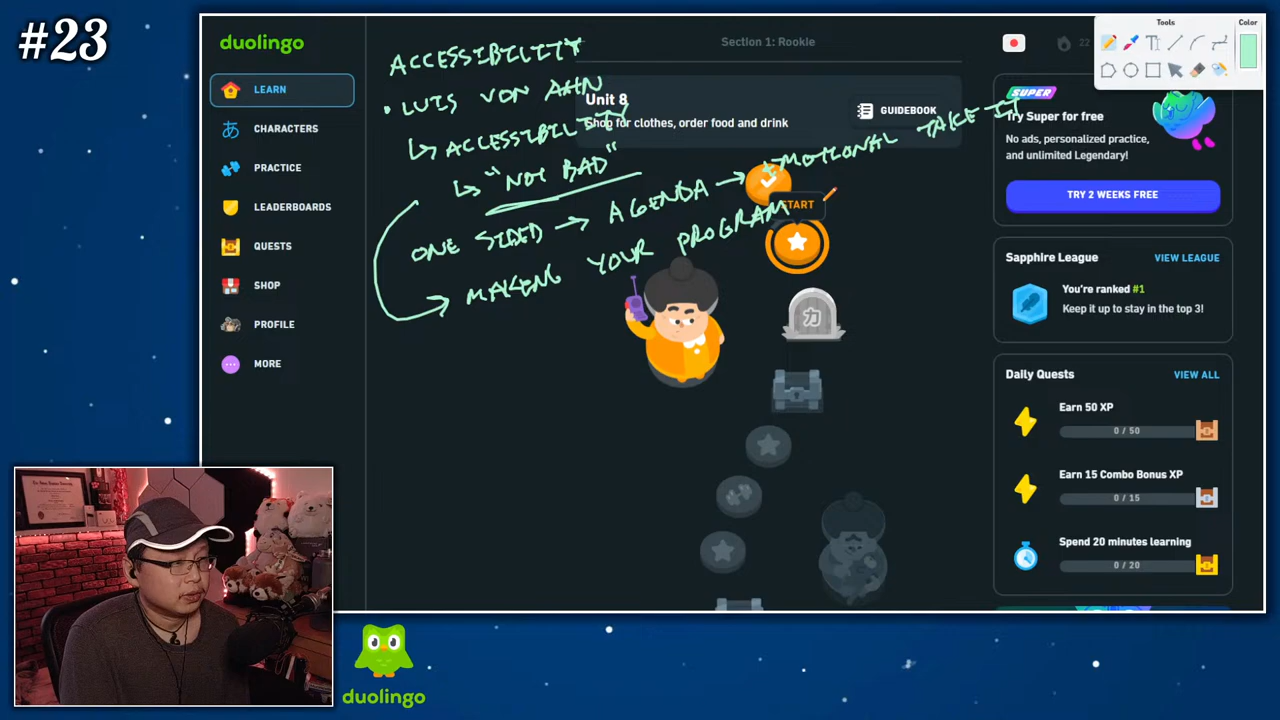 #23
duolingo
LEARN
CHARACTERS
PRACTICE
LEADERBOARDS
QUESTS
SHOP
PROFILE
MORE
ACCESSIBILITY
• LUIS VON AHN
↳ ACCESSIBILITY
↳ "NOT BAD"
ONE SIDED → AGENDA → EMOTIONAL TAKE
→ MAKING YOUR PROGRAM
Section 1: Rookie
Unit 8
Shop for clothes, order food and drink
GUIDEBOOK
START
力
22
Tools
Color
SUPER
Try Super for free
No ads, personalized practice,
and unlimited Legendary!
TRY 2 WEEKS FREE
Sapphire League
VIEW LEAGUE
You're ranked #1
Keep it up to stay in the top 3!
Daily Quests
VIEW ALL
Earn 50 XP
0 / 50
Earn 15 Combo Bonus XP
0 / 15
Spend 20 minutes learning
0 / 20
duolingo